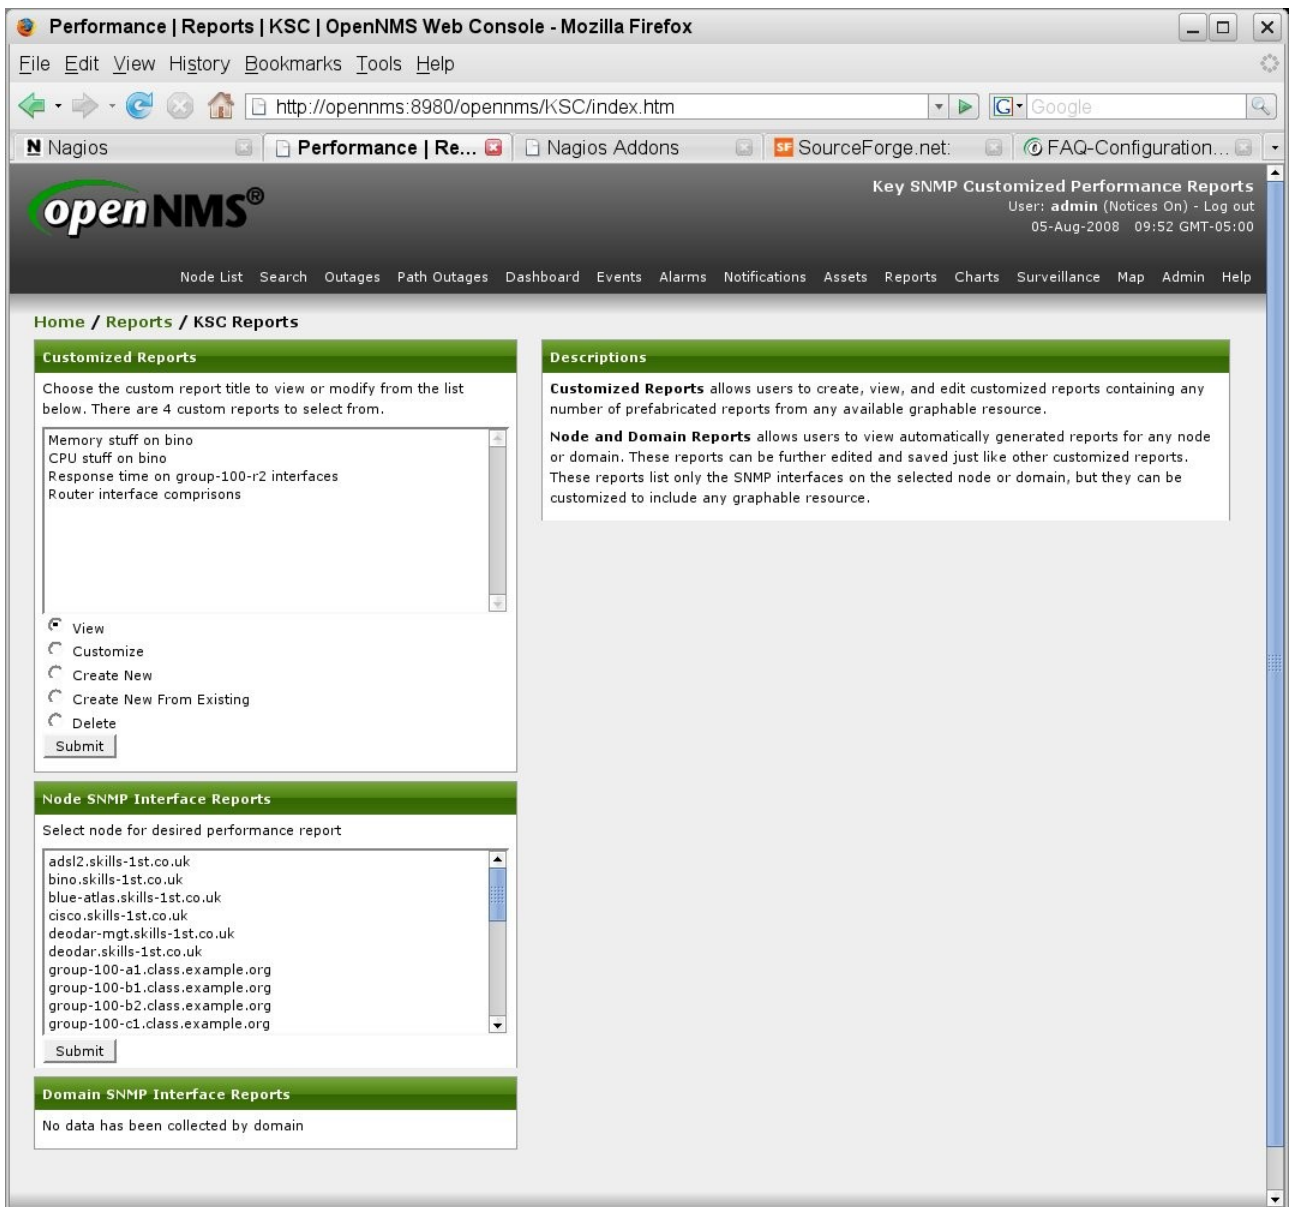 Performance | Reports | KSC | OpenNMS Web Console - Mozilla Firefox
File Edit View History Bookmarks Tools Help
http://opennms:8980/opennms/KSC/index.htm
G Google
N Nagios
Performance | Re...
Nagios Addons
SF SourceForge.net:
FAQ-Configuration...
openNMS®
Key SNMP Customized Performance Reports
User: admin (Notices On) - Log out
05-Aug-2008 09:52 GMT-05:00
Node List Search Outages Path Outages Dashboard Events Alarms Notifications Assets Reports Charts Surveillance Map Admin Help
Home / Reports / KSC Reports
Customized Reports
Choose the custom report title to view or modify from the list
below. There are 4 custom reports to select from.
Memory stuff on bino
CPU stuff on bino
Response time on group-100-r2 interfaces
Router interface comprisons
View
Customize
Create New
Create New From Existing
Delete
Submit
Node SNMP Interface Reports
Select node for desired performance report
adsl2.skills-1st.co.uk
bino.skills-1st.co.uk
blue-atlas.skills-1st.co.uk
cisco.skills-1st.co.uk
deodar-mgt.skills-1st.co.uk
deodar.skills-1st.co.uk
group-100-a1.class.example.org
group-100-b1.class.example.org
group-100-b2.class.example.org
group-100-c1.class.example.org
Submit
Domain SNMP Interface Reports
No data has been collected by domain
Descriptions
Customized Reports allows users to create, view, and edit customized reports containing any
number of prefabricated reports from any available graphable resource.
Node and Domain Reports allows users to view automatically generated reports for any node
or domain. These reports can be further edited and saved just like other customized reports.
These reports list only the SNMP interfaces on the selected node or domain, but they can be
customized to include any graphable resource.